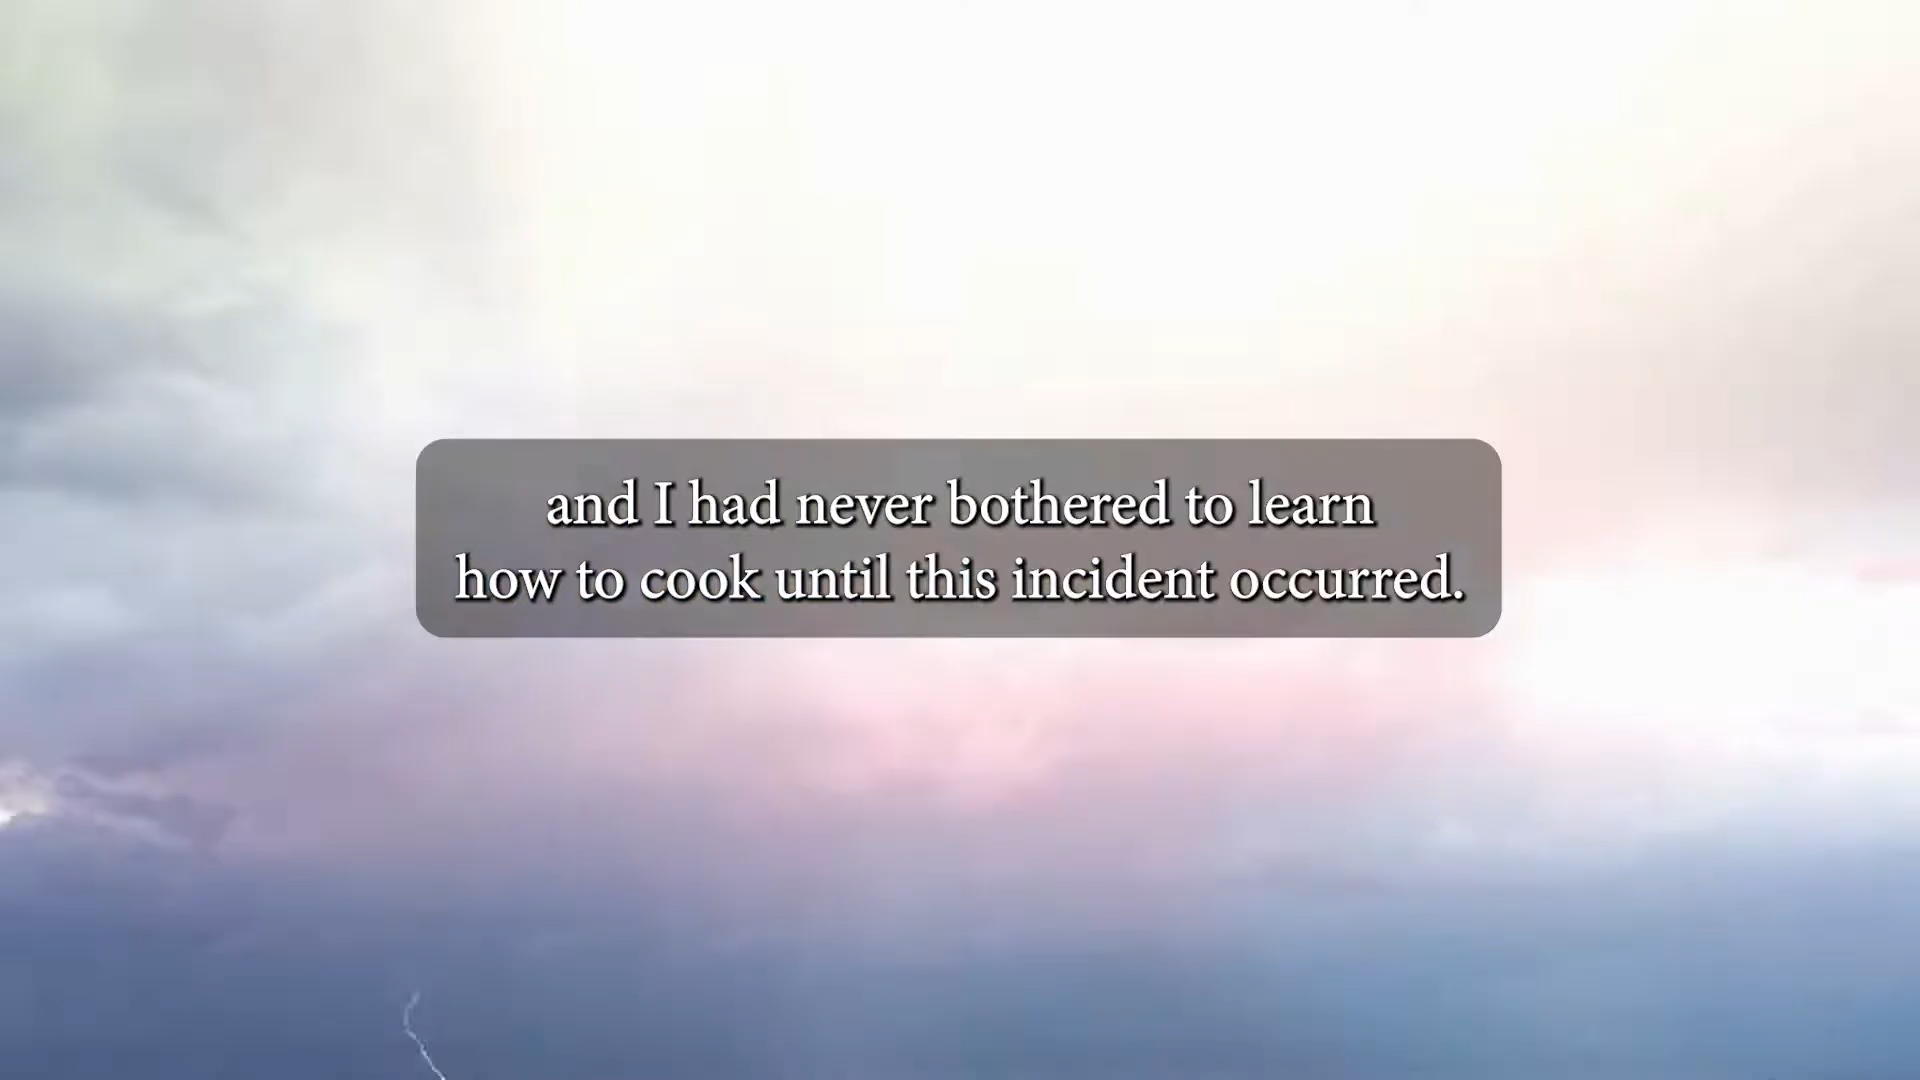 and I had never bothered to learn
how to cook until this incident occurred.